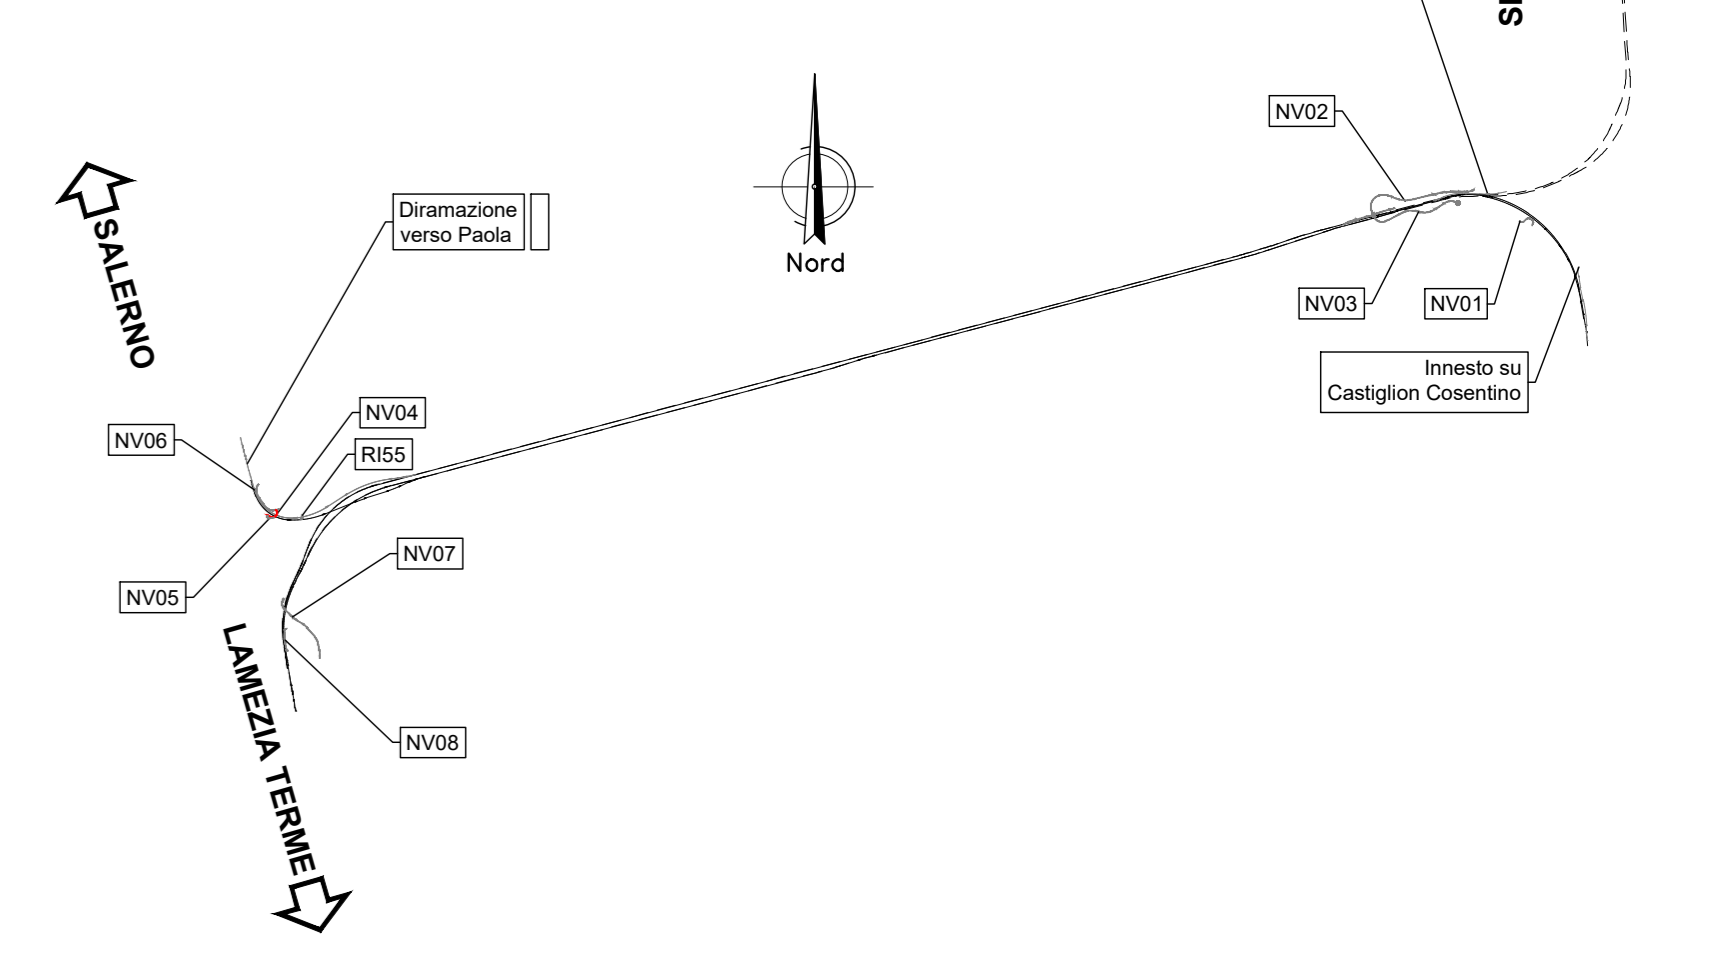 NV02
SALERNO
Diramazione
verso Paola
Nord
NV03
NV01
Innesto su
Castiglion Cosentino
NV04
NV06
RI55
NV07
NV05
LAMEZIA TERME
NV08